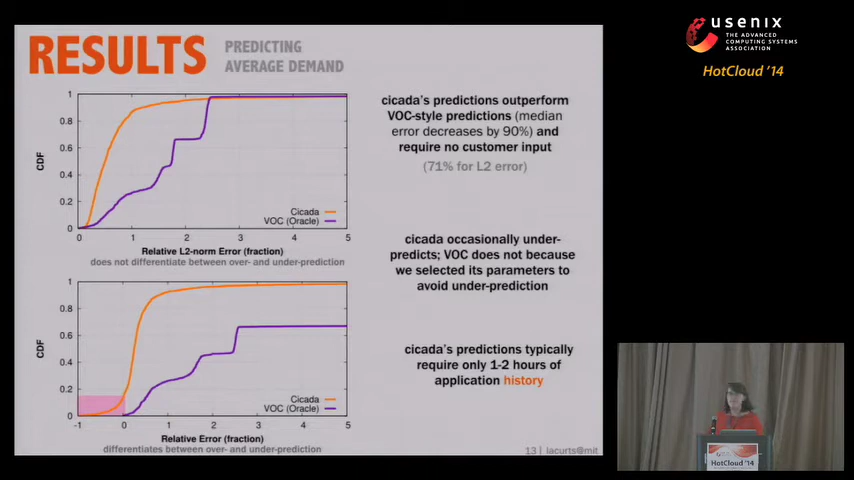 RESULTS
PREDICTING
AVERAGE DEMAND
usenix
THE ADVANCED
COMPUTING SYSTEMS
ASSOCIATION
HotCloud '14
1
0.8
0.6
0.4
0.2
0
CDF
Cicada
VOC (Oracle)
0 1 2 3 4 5
Relative L2-norm Error (fraction)
does not differentiate between over- and under-prediction
1
0.8
0.6
0.4
0.2
0
CDF
Cicada
VOC (Oracle)
-1 0 1 2 3 4 5
Relative Error (fraction)
differentiates between over- and under-prediction
cicada's predictions outperform
VOC-style predictions (median
error decreases by 90%) and
require no customer input
(71% for L2 error)
cicada occasionally under-
predicts; VOC does not because
we selected its parameters to
avoid under-prediction
cicada's predictions typically
require only 1-2 hours of
application history
13 | lacurts@mit
HotCloud '14